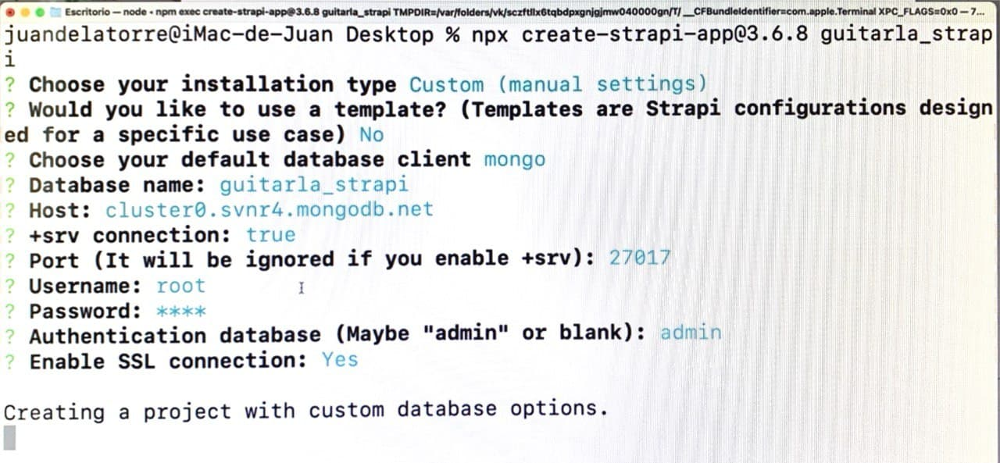 Escritorio — node ◂ npm exec create-strapi-app@3.6.8 guitarla_strapi TMPDIR=/var/folders/vk/sczftllx6tqbdpxgnjgjmw040000gn/T/ __CFBundleIdentifier=com.apple.Terminal XPC_FLAGS=0x0 — 7...
juandelatorre@iMac-de-Juan Desktop % npx create-strapi-app@3.6.8 guitarla_strap
i
? Choose your installation type Custom (manual settings)
? Would you like to use a template? (Templates are Strapi configurations design
ed for a specific use case) No
? Choose your default database client mongo
? Database name: guitarla_strapi
? Host: cluster0.svnr4.mongodb.net
? +srv connection: true
? Port (It will be ignored if you enable +srv): 27017
? Username: root
? Password: ****
? Authentication database (Maybe "admin" or blank): admin
? Enable SSL connection: Yes
Creating a project with custom database options.